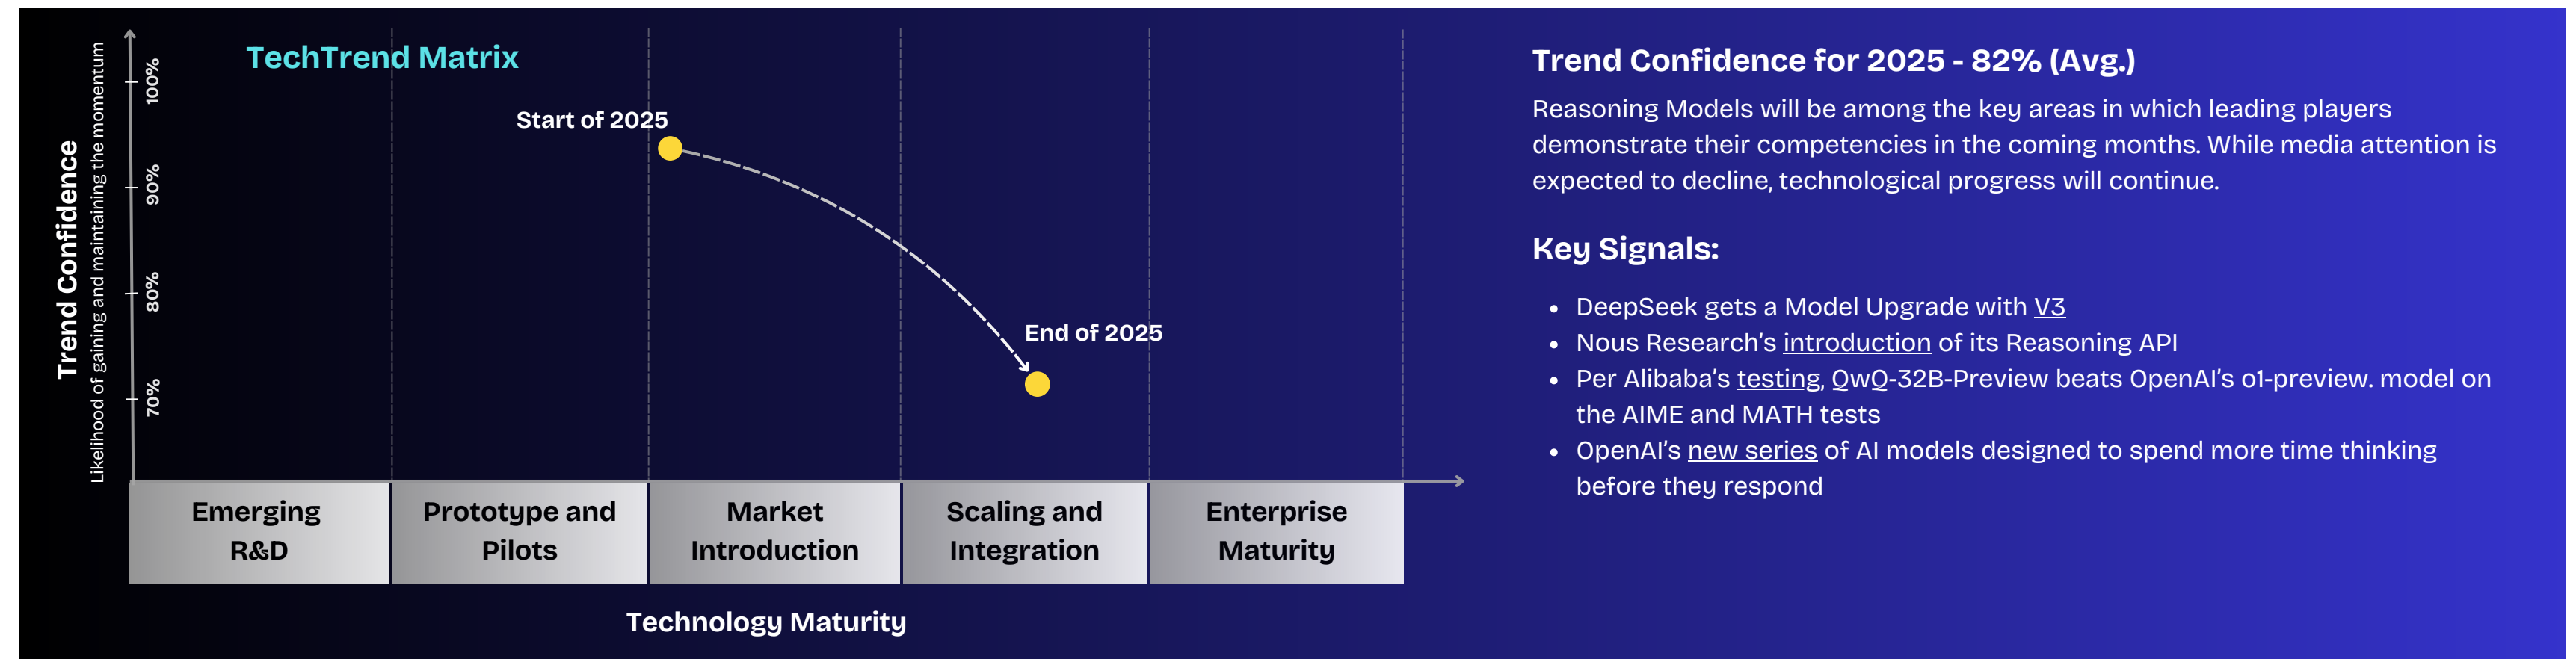 TechTrend Matrix
Trend Confidence
Likelihood of gaining and maintaining the momentum
100%
90%
80%
70%
Start of 2025
End of 2025
Emerging
R&D
Prototype and
Pilots
Market
Introduction
Scaling and
Integration
Enterprise
Maturity
Technology Maturity
Trend Confidence for 2025 - 82% (Avg.)
Reasoning Models will be among the key areas in which leading players
demonstrate their competencies in the coming months. While media attention is
expected to decline, technological progress will continue.
Key Signals:
• DeepSeek gets a Model Upgrade with V3
• Nous Research’s introduction of its Reasoning API
• Per Alibaba’s testing, QwQ-32B-Preview beats OpenAI’s o1-preview. model on
the AIME and MATH tests
• OpenAI’s new series of AI models designed to spend more time thinking
before they respond